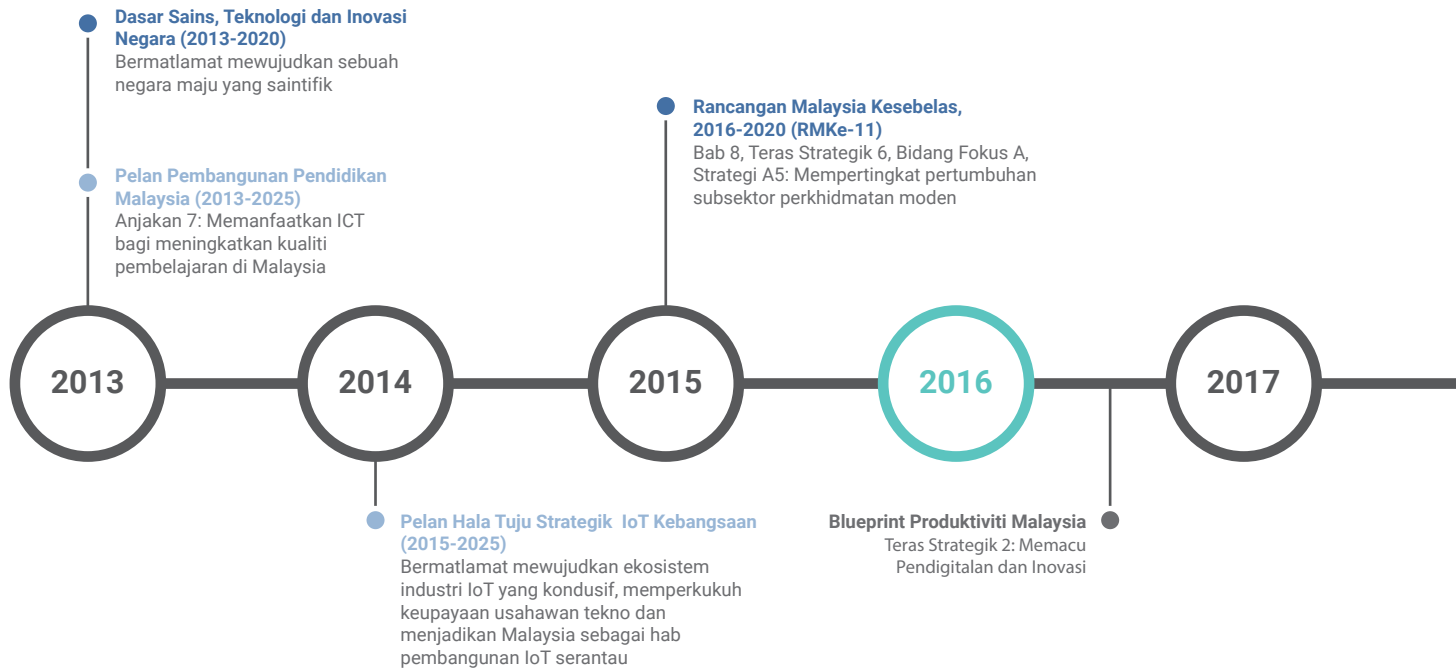 Dasar Sains, Teknologi dan Inovasi
Negara (2013-2020)
Bermatlamat mewujudkan sebuah
negara maju yang saintifik
Pelan Pembangunan Pendidikan
Malaysia (2013-2025)
Anjakan 7: Memanfaatkan ICT
bagi meningkatkan kualiti
pembelajaran di Malaysia
Rancangan Malaysia Kesebelas,
2016-2020 (RMKe-11)
Bab 8, Teras Strategik 6, Bidang Fokus A,
Strategi A5: Mempertingkat pertumbuhan
subsektor perkhidmatan moden
2013
2014
2015
2016
2017
Pelan Hala Tuju Strategik IoT Kebangsaan
(2015-2025)
Bermatlamat mewujudkan ekosistem
industri IoT yang kondusif, memperkukuh
keupayaan usahawan tekno dan
menjadikan Malaysia sebagai hab
pembangunan IoT serantau
Blueprint Produktiviti Malaysia
Teras Strategik 2: Memacu
Pendigitalan dan Inovasi